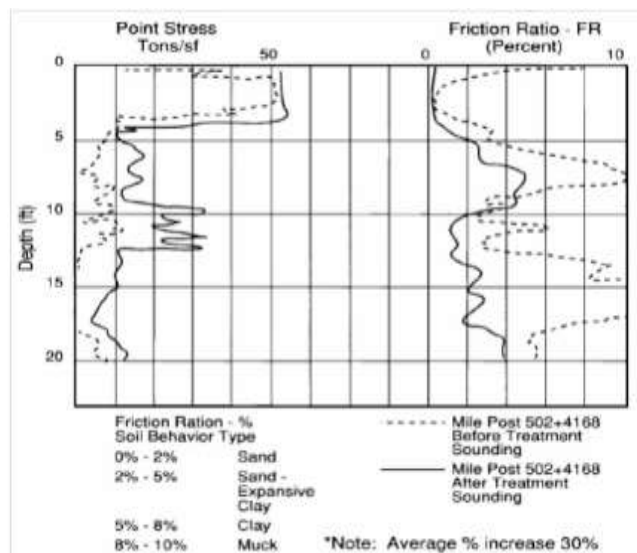 Point Stress
Tons/sf
Friction Ratio - FR
(Percent)
0
50
0
10
5
10
15
20
Depth (ft)
Friction Ration - %
Soil Behavior Type
0% - 2% Sand
2% - 5% Sand -
Expansive
Clay
5% - 8% Clay
8% - 10% Muck
Mile Post 502+4168
Before Treatment
Sounding
Mile Post 502+4168
After Treatment
Sounding
*Note: Average % increase 30%